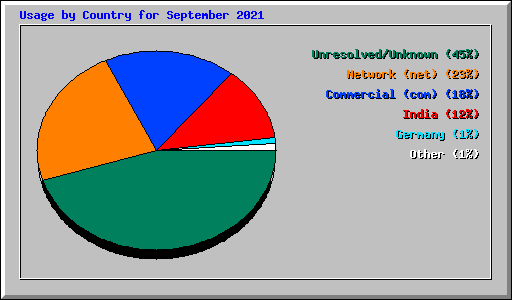 Usage by Country for September 2021
Unresolved/Unknown (45%)
Network (net) (23%)
Commercial (com) (18%)
India (12%)
Germany (1%)
Other (1%)